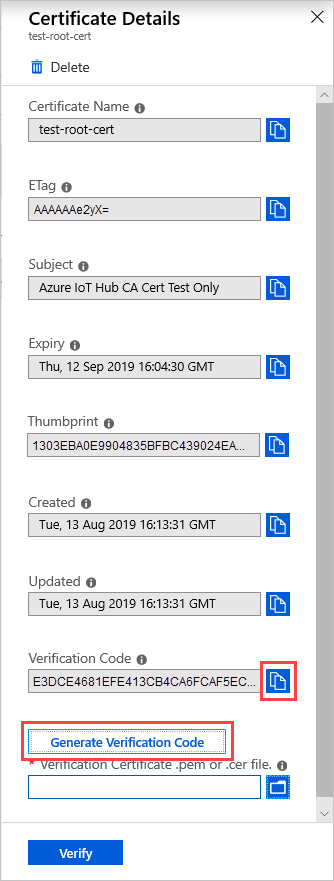 Certificate Details
test-root-cert
Delete
Certificate Name
test-root-cert
ETag
AAAAAAe2yX=
Subject
Azure IoT Hub CA Cert Test Only
Expiry
Thu, 12 Sep 2019 16:04:30 GMT
Thumbprint
1303EBA0E9904835BFBC439024EA...
Created
Tue, 13 Aug 2019 16:13:31 GMT
Updated
Tue, 13 Aug 2019 16:13:31 GMT
Verification Code
E3DCE4681EFE413CB4CA6FCAF5EC...
Generate Verification Code
* Verification Certificate .pem or .cer file.
Verify